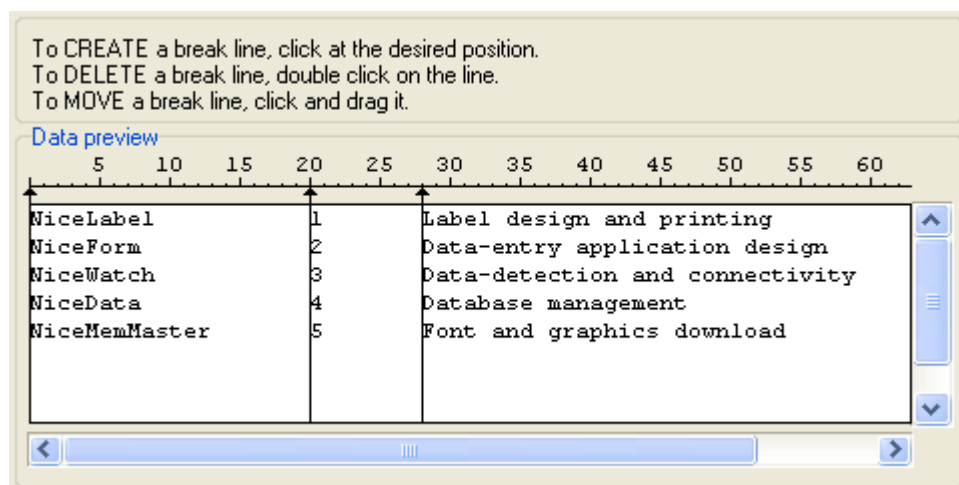 To CREATE a break line, click at the desired position.
To DELETE a break line, double click on the line.
To MOVE a break line, click and drag it.
Data preview
5 10 15 20 25 30 35 40 45 50 55 60
NiceLabel 1 Label design and printing
NiceForm 2 Data-entry application design
NiceWatch 3 Data-detection and connectivity
NiceData 4 Database management
NiceMemMaster 5 Font and graphics download